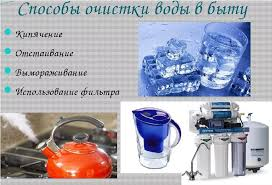 Способы очистки воды в быту
Кипячение
Отстаивание
Вымораживание
Использование фильтра